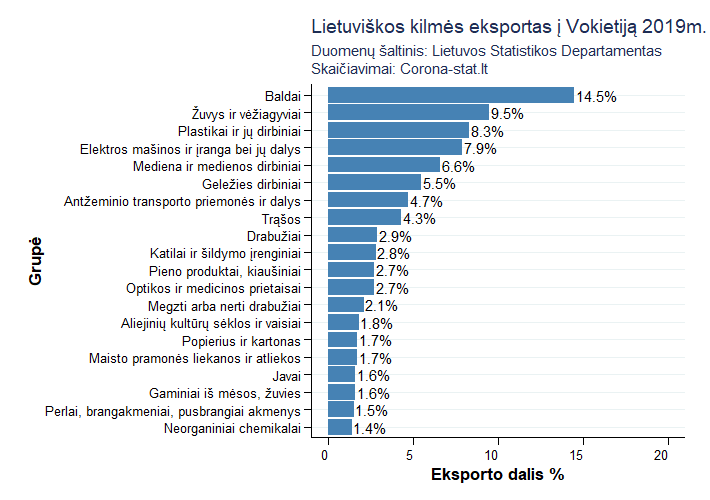 Lietuviškos kilmės eksportas į Vokietiją 2019m.
Duomenų šaltinis: Lietuvos Statistikos Departamentas
Skaičiavimai: Corona-stat.lt
Grupė
Baldai 14.5%
Žuvys ir vėžiagyviai 9.5%
Plastikai ir jų dirbiniai 8.3%
Elektros mašinos ir įranga bei jų dalys 7.9%
Mediena ir medienos dirbiniai 6.6%
Geležies dirbiniai 5.5%
Antžeminio transporto priemonės ir dalys 4.7%
Trąšos 4.3%
Drabužiai 2.9%
Katilai ir šildymo įrenginiai 2.8%
Pieno produktai, kiaušiniai 2.7%
Optikos ir medicinos prietaisai 2.7%
Megzti arba nerti drabužiai 2.1%
Aliejinių kultūrų sėklos ir vaisiai 1.8%
Popierius ir kartonas 1.7%
Maisto pramonės liekanos ir atliekos 1.7%
Javai 1.6%
Gaminiai iš mėsos, žuvies 1.6%
Perlai, brangakmeniai, pusbrangiai akmenys 1.5%
Neorganiniai chemikalai 1.4%
0 5 10 15 20
Eksporto dalis %